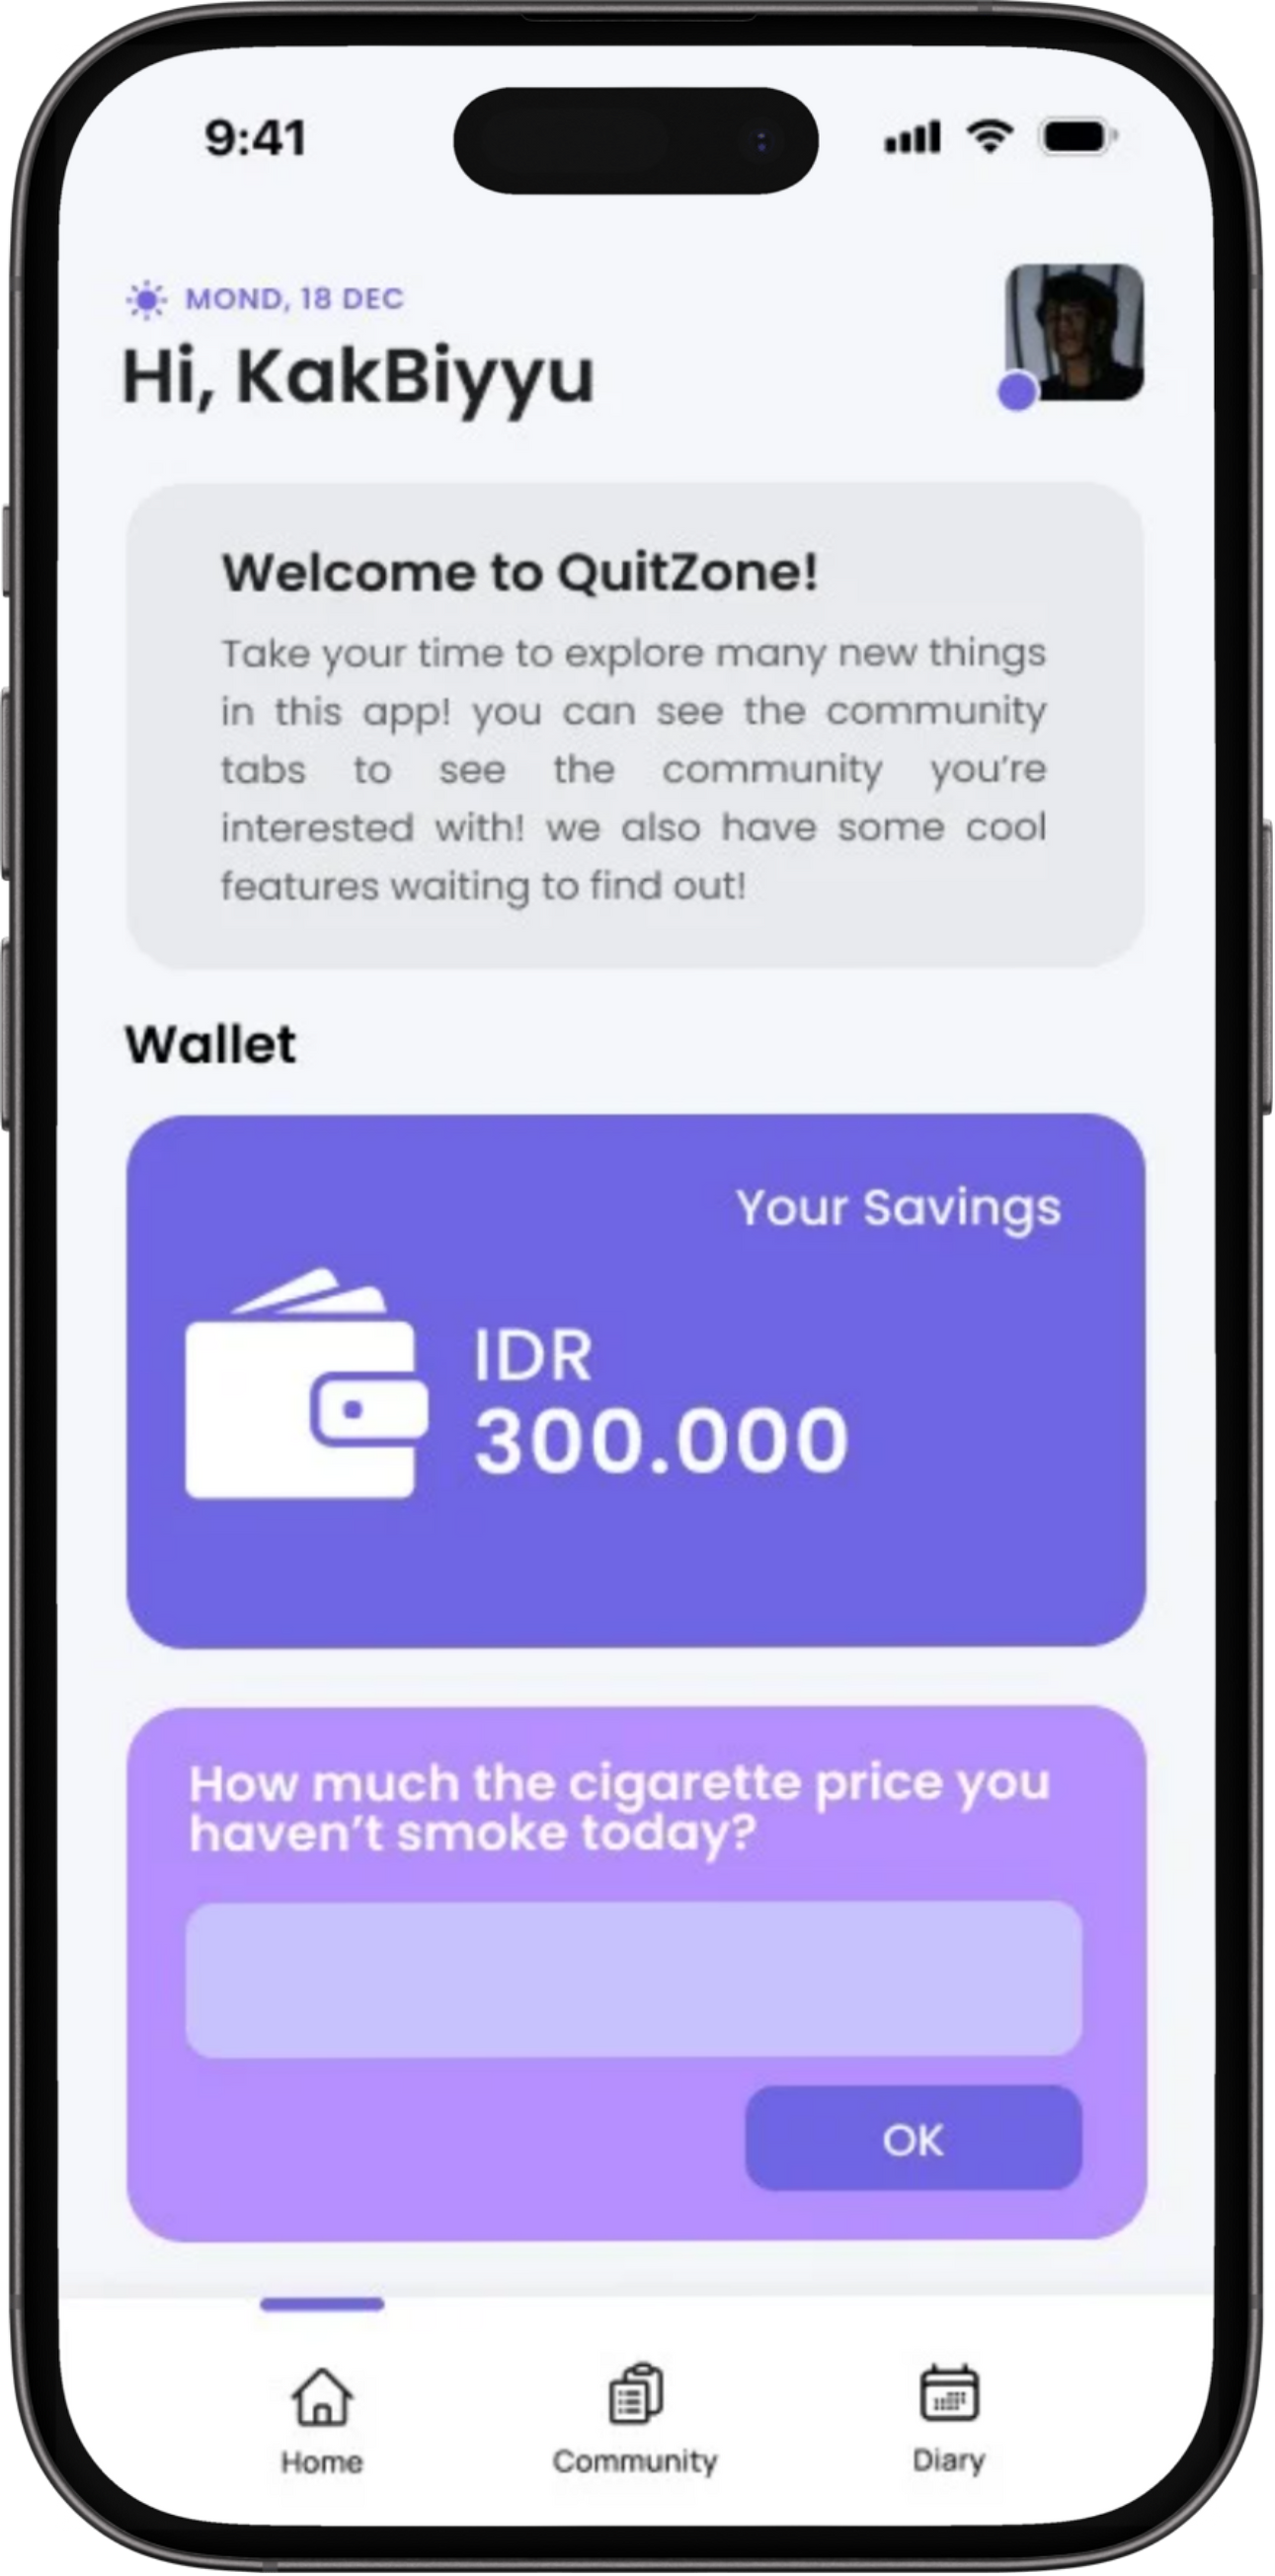 9:41
MOND, 18 DEC
Hi, KakBiyyu
Welcome to QuitZone!
Take your time to explore many new things
in this app! you can see the community
tabs to see the community you're
interested with! we also have some cool
features waiting to find out!
Wallet
Your Savings
IDR
300.000
How much the cigarette price you
haven't smoke today?
OK
Home
Community
Diary